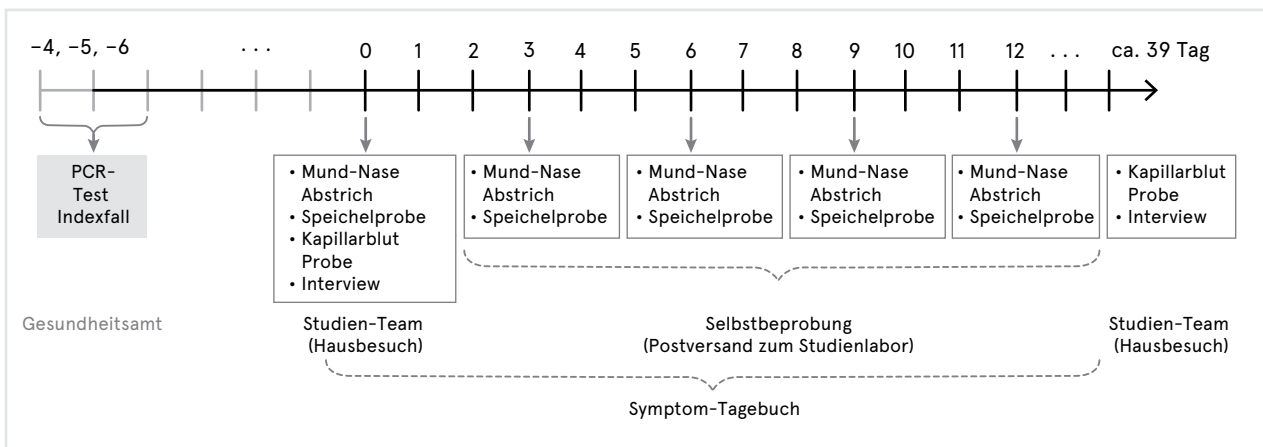 −4, −5, −6 ... 0 1 2 3 4 5 6 7 8 9 10 11 12 ... ca. 39 Tag
PCR-
Test
Indexfall
• Mund-Nase
Abstrich
• Speichelprobe
• Kapillarblut
Probe
• Interview
• Mund-Nase
Abstrich
• Speichelprobe
• Mund-Nase
Abstrich
• Speichelprobe
• Mund-Nase
Abstrich
• Speichelprobe
• Mund-Nase
Abstrich
• Speichelprobe
• Kapillarblut
Probe
• Interview
Gesundheitsamt
Studien-Team
(Hausbesuch)
Selbstbeprobung
(Postversand zum Studienlabor)
Studien-Team
(Hausbesuch)
Symptom-Tagebuch